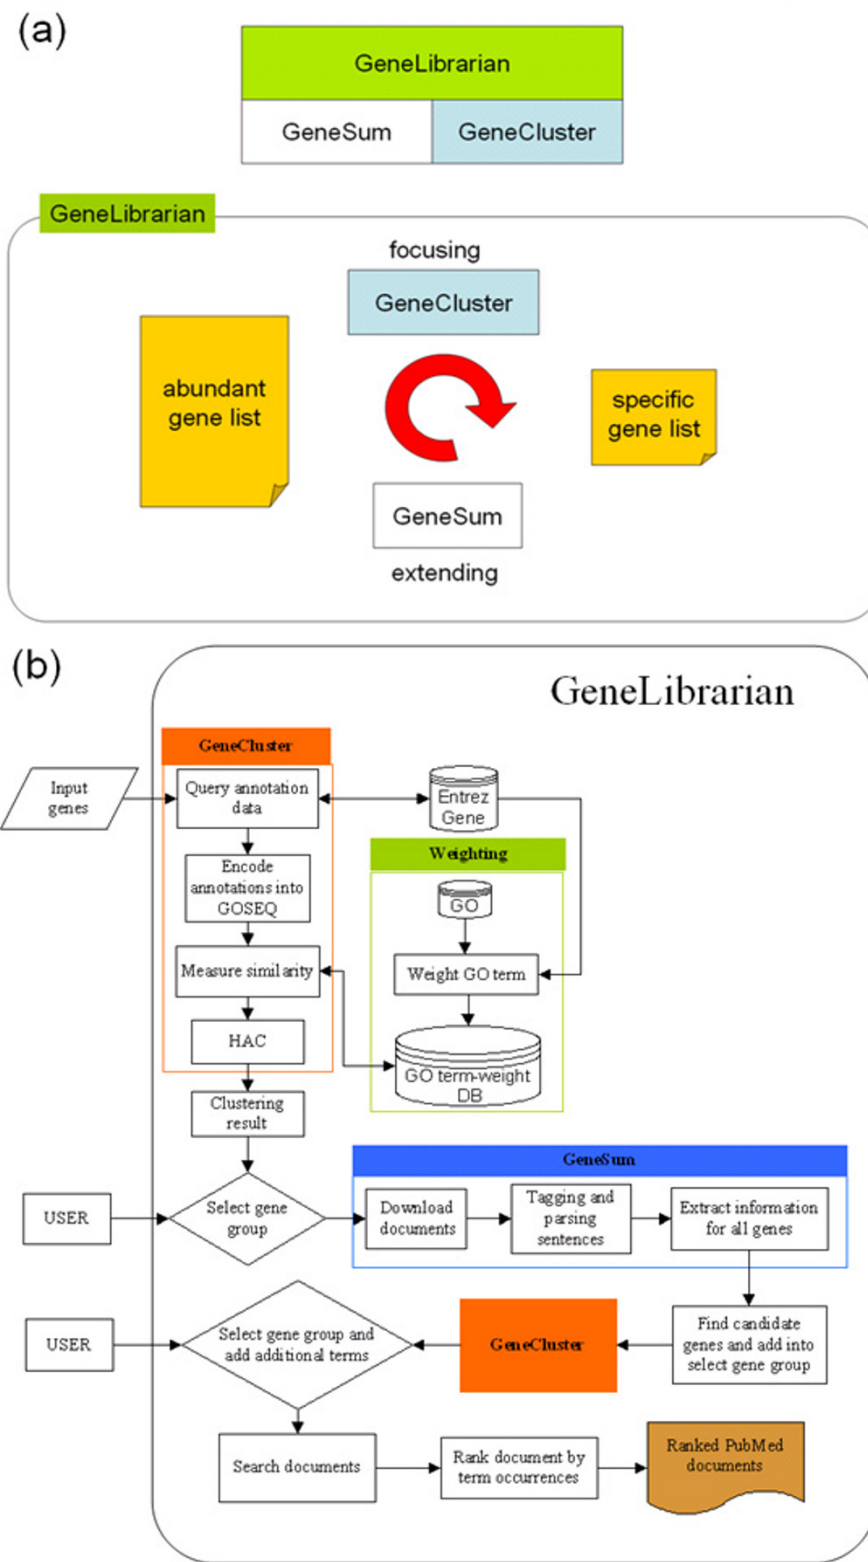 (a)
GeneLibrarian
GeneSum
GeneCluster
GeneLibrarian
focusing
GeneCluster
abundant
gene list
specific
gene list
GeneSum
extending
(b)
GeneLibrarian
GeneCluster
Input
genes
Query annotation
data
Entrez
Gene
Encode
annotations into
GOSEQ
Weighting
GO
Measure similarity
Weight GO term
HAC
GO term-weight
DB
Clustering
result
GeneSum
USER
Select gene
group
Download
documents
Tagging and
parsing
sentences
Extract information
for all genes
USER
Select gene group and
add additional terms
GeneCluster
Find candidate
genes and add into
select gene group
Search documents
Rank document by
term occurrences
Ranked PubMed
documents